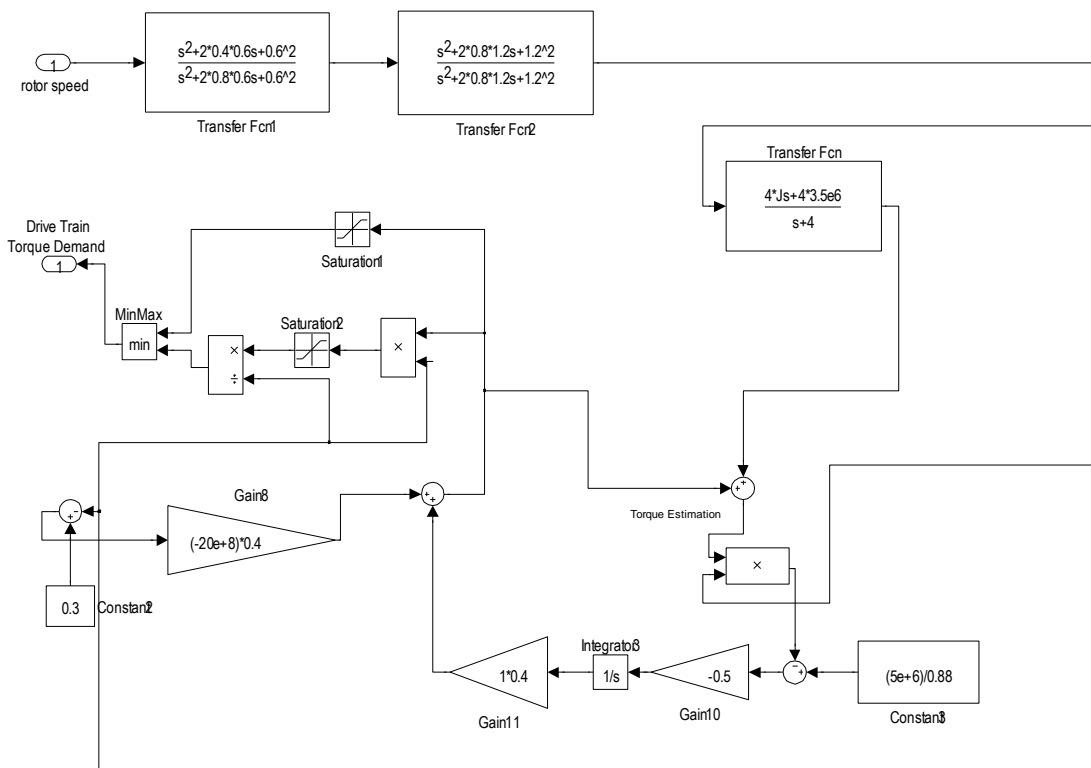 1
rotor speed
s^2+2*0.4*0.6s+0.6^2
s^2+2*0.8*0.6s+0.6^2
Transfer Fcn1
s^2+2*0.8*1.2s+1.2^2
s^2+2*0.8*1.2s+1.2^2
Transfer Fcn2
Transfer Fcn
4*Js+4*3.5e6
s+4
Drive Train
Torque Demand
1
Saturation1
MinMax
min
×
÷
Saturation2
×
Gain8
(-20e+8)*0.4
0.3
Constant2
Torque Estimation
×
Integrator3
1/s
1*0.4
Gain11
-0.5
Gain10
(5e+6)/0.88
Constant3